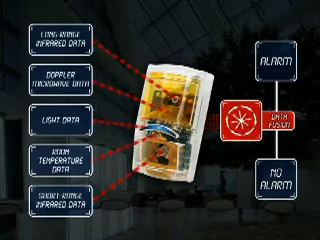 LONG-RANGE
INFRARED DATA
DOPPLER
MICROWAVE DATA
LIGHT DATA
ROOM
TEMPERATURE
DATA
SHORT-RANGE
INFRARED DATA
ALARM
DATA
FUSION
NO
ALARM